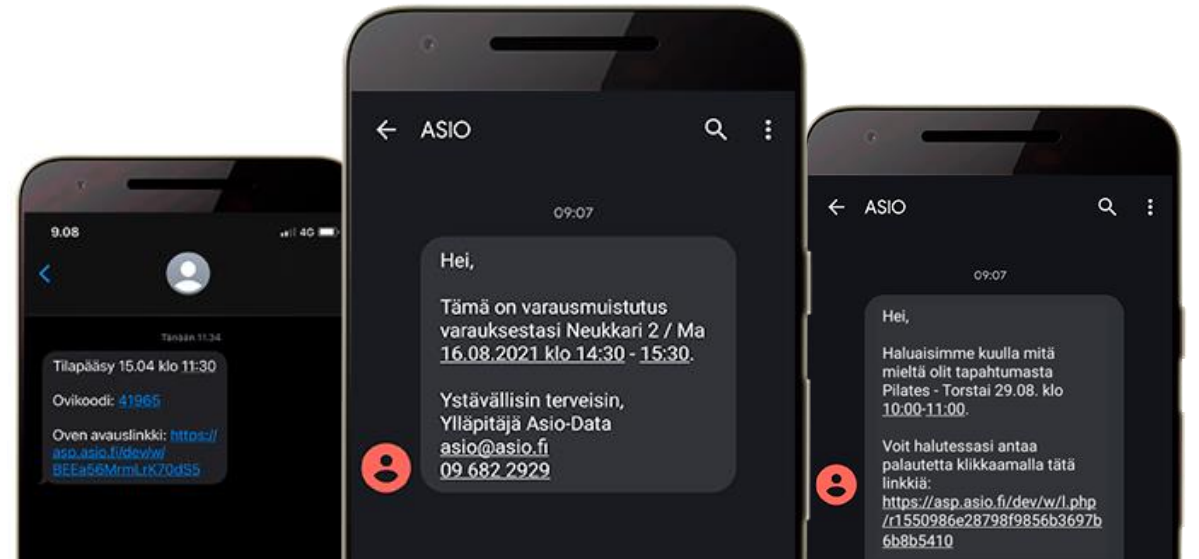 9.08
4G
Tänään 11.34
Tilapääsy 15.04 klo 11:30
Ovikoodi: 41965
Oven avauslinkki: https://
asp.asio.fi/dev/w/
BEEa56MrmLrK70dS5
ASIO
09:07
Hei,
Tämä on varausmuistutus
varauksestasi Neukkari 2 / Ma
16.08.2021 klo 14:30 - 15:30.
Ystävällisin terveisin,
Ylläpitäjä Asio-Data
asio@asio.fi
09 682 2929
ASIO
09:07
Hei,
Haluaisimme kuulla mitä
mieltä olit tapahtumasta
Pilates - Torstai 29.08. klo
10:00-11:00.
Voit halutessasi antaa
palautetta klikkaamalla tätä
linkkiä:
https://asp.asio.fi/dev/w/l.php
/r1550986e28798f9856b3697b
6b8b5410